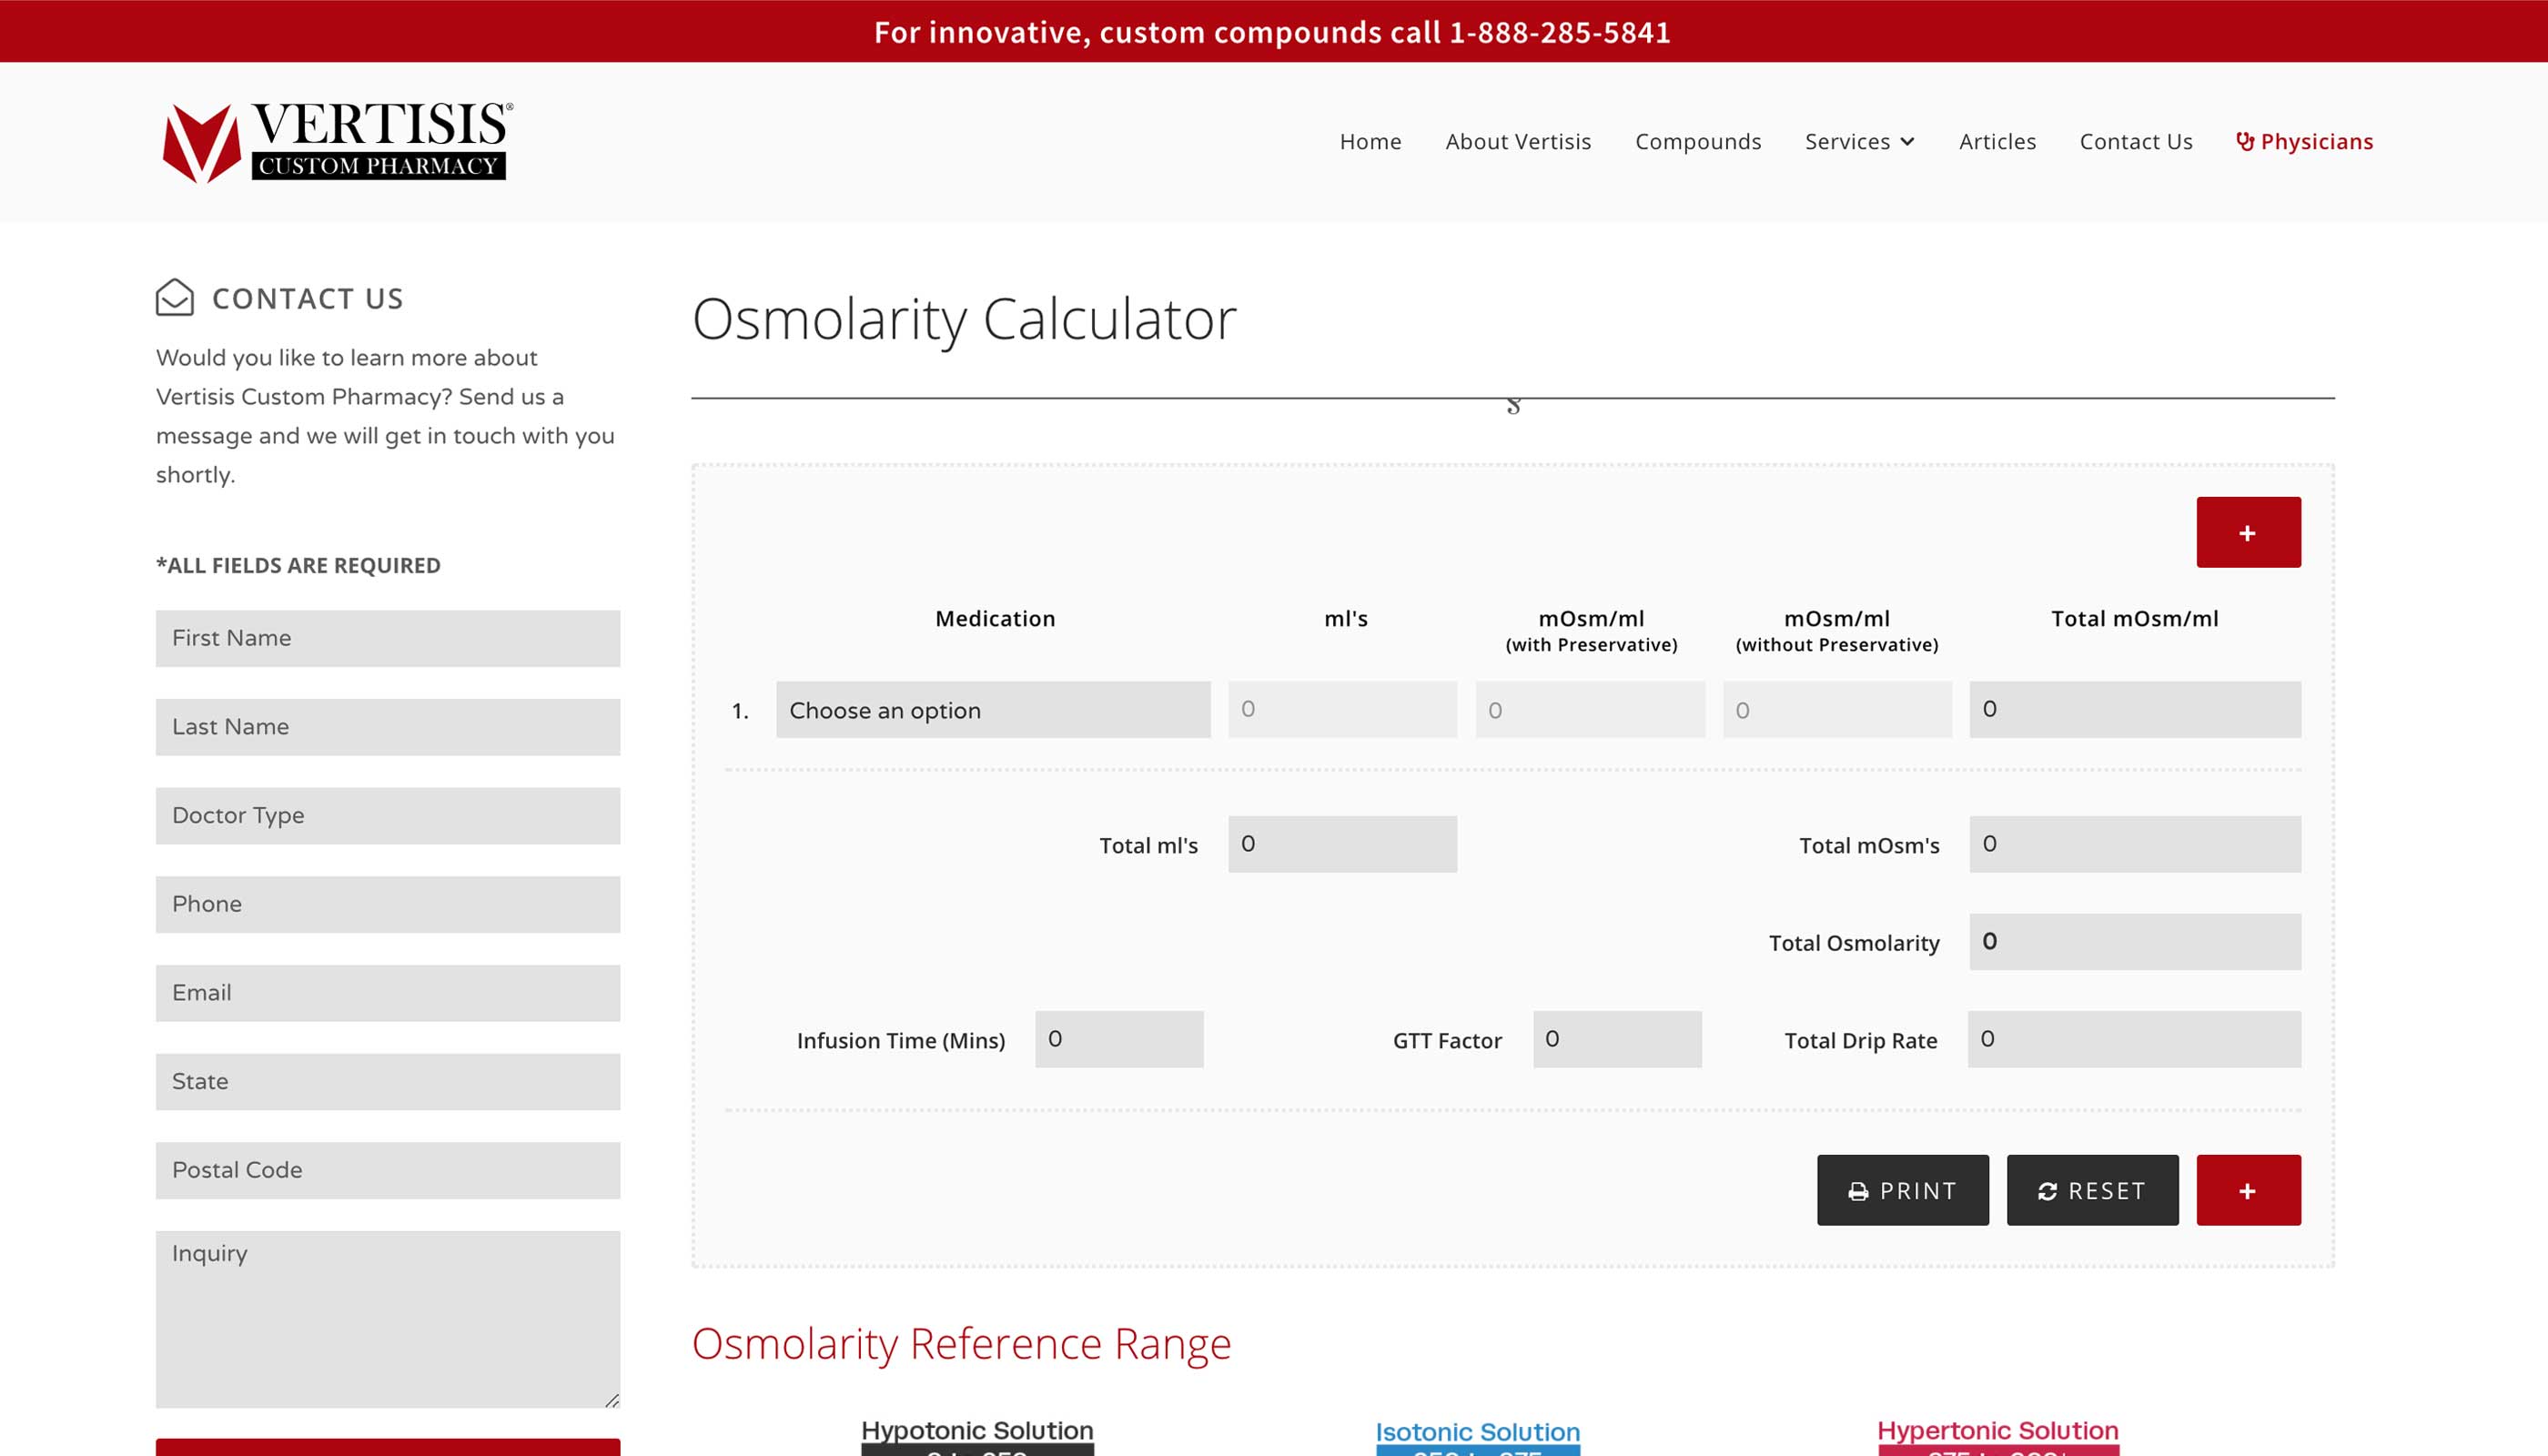 For innovative, custom compounds call 1-888-285-5841
VERTISIS®
CUSTOM PHARMACY
Home About Vertisis Compounds Services Articles Contact Us Physicians
CONTACT US
Would you like to learn more about
Vertisis Custom Pharmacy? Send us a
message and we will get in touch with you
shortly.
*ALL FIELDS ARE REQUIRED
First Name
Last Name
Doctor Type
Phone
Email
State
Postal Code
Inquiry
Osmolarity Calculator
+
Medication ml's mOsm/ml mOsm/ml Total mOsm/ml
(with Preservative) (without Preservative)
1. Choose an option 0 0 0 0
Total ml's 0 Total mOsm's 0
Total Osmolarity 0
Infusion Time (Mins) 0 GTT Factor 0 Total Drip Rate 0
PRINT RESET +
Osmolarity Reference Range
Hypotonic Solution Isotonic Solution Hypertonic Solution